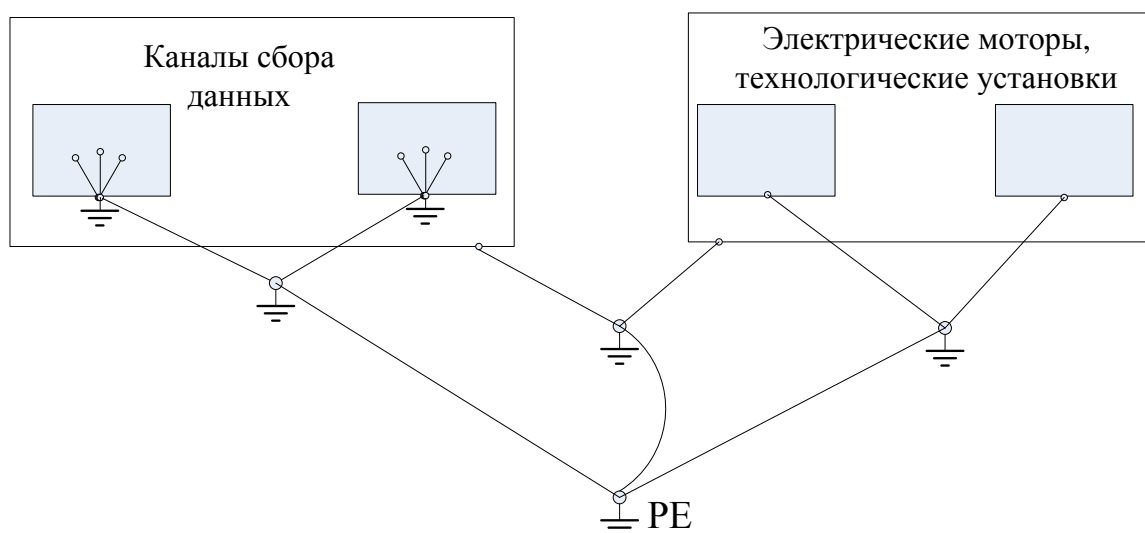 Каналы сбора
данных
Электрические моторы,
технологические установки
PE